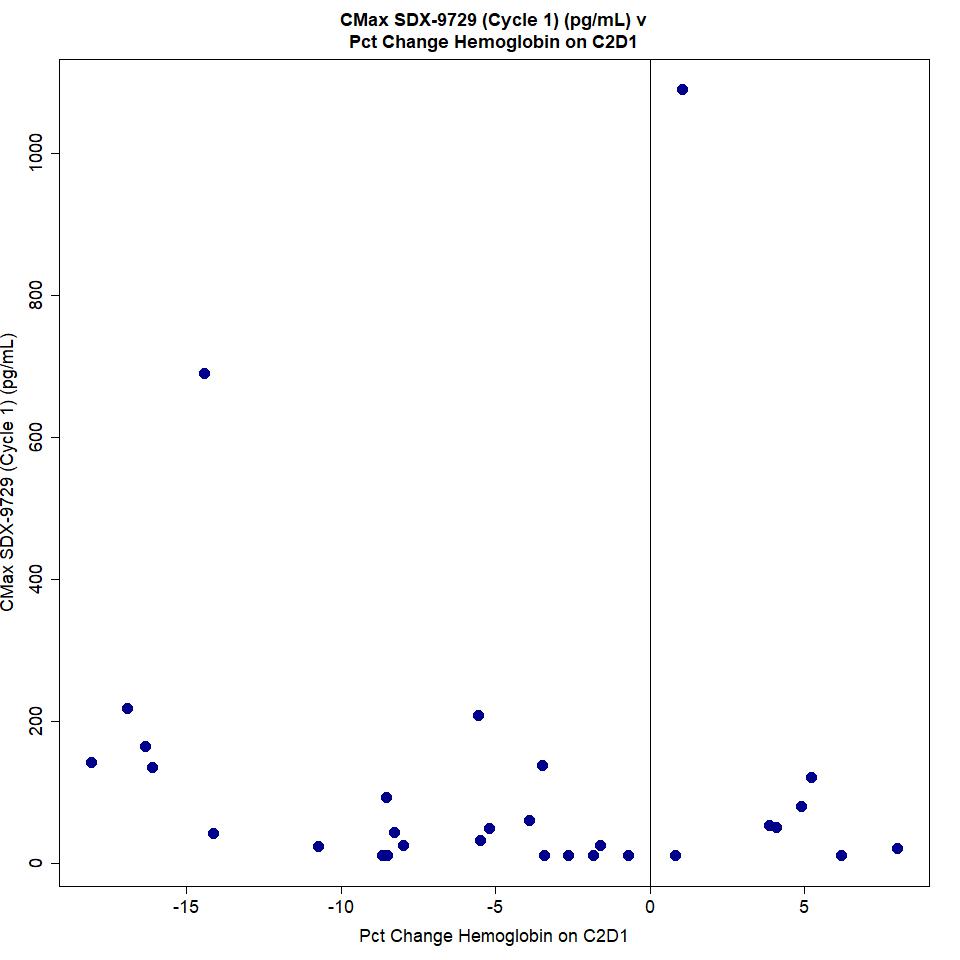 CMax SDX-9729 (Cycle 1) (pg/mL) v
Pct Change Hemoglobin on C2D1
CMax SDX-9729 (Cycle 1) (pg/mL)
1000
800
600
400
200
0
-15 -10 -5 0 5
Pct Change Hemoglobin on C2D1